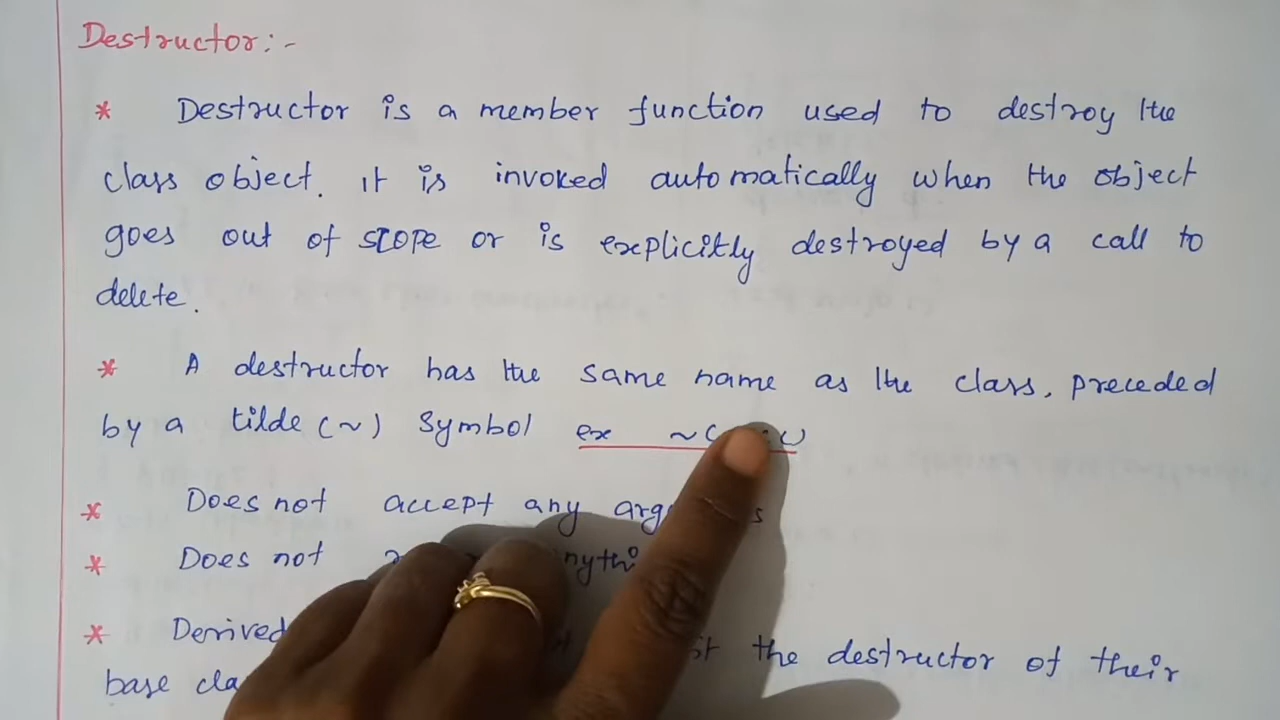 Destructor:-
* Destructor is a member function used to destroy the
class object. it is invoked automatically when the object
goes out of scope or is explicitly destroyed by a call to
delete.
* A destructor has the same name as the class, preceded
by a tilde (~) symbol ex ~
* Does not accept any
* Does not
* Derived the destructor of their
base